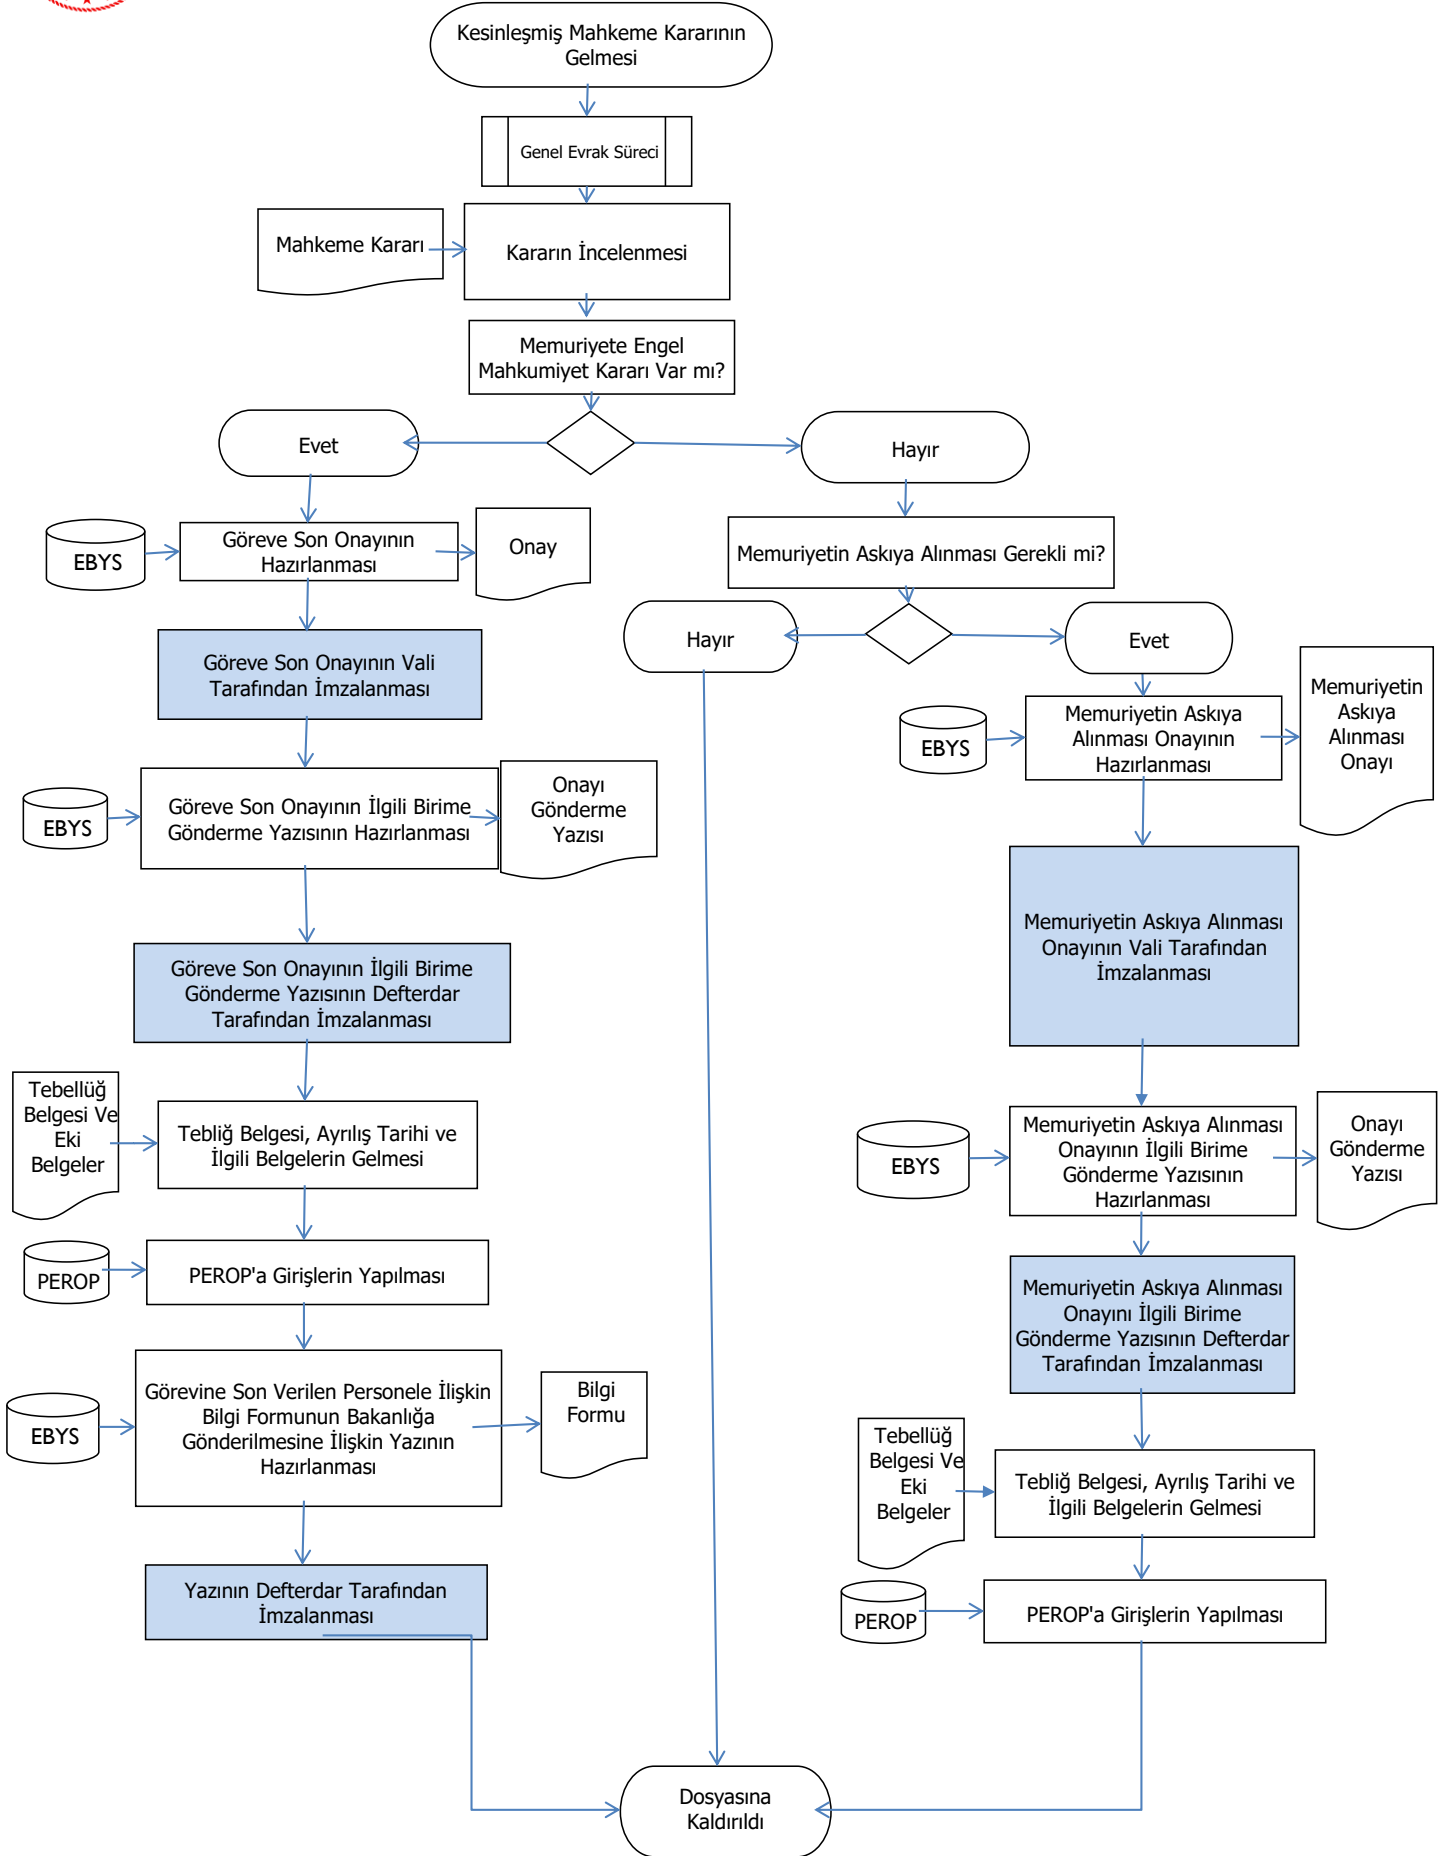 Kesinleşmiş Mahkeme Kararının
Gelmesi
Genel Evrak Süreci
Mahkeme Kararı
Kararın İncelenmesi
Memuriyete Engel
Mahkumiyet Kararı Var mı?
Evet
Hayır
EBYS
Göreve Son Onayının
Hazırlanması
Onay
Memuriyetin Askıya Alınması Gerekli mi?
Hayır
Evet
Göreve Son Onayının Vali
Tarafından İmzalanması
EBYS
Memuriyetin Askıya
Alınması Onayının
Hazırlanması
Memuriyetin
Askıya
Alınması
Onayı
EBYS
Göreve Son Onayının İlgili Birime
Gönderme Yazısının Hazırlanması
Onayı
Gönderme
Yazısı
Memuriyetin Askıya Alınması
Onayının Vali Tarafından
İmzalanması
Göreve Son Onayının İlgili Birime
Gönderme Yazısının Defterdar
Tarafından İmzalanması
Tebellüğ
Belgesi Ve
Eki
Belgeler
Tebliğ Belgesi, Ayrılış Tarihi ve
İlgili Belgelerin Gelmesi
EBYS
Memuriyetin Askıya Alınması
Onayının İlgili Birime
Gönderme Yazısının
Hazırlanması
Onayı
Gönderme
Yazısı
PEROP
PEROP'a Girişlerin Yapılması
Memuriyetin Askıya Alınması
Onayını İlgili Birime
Gönderme Yazısının Defterdar
Tarafından İmzalanması
EBYS
Görevine Son Verilen Personele İlişkin
Bilgi Formunun Bakanlığa
Gönderilmesine İlişkin Yazının
Hazırlanması
Bilgi
Formu
Tebellüğ
Belgesi Ve
Eki
Belgeler
Tebliğ Belgesi, Ayrılış Tarihi ve
İlgili Belgelerin Gelmesi
Yazının Defterdar Tarafından
İmzalanması
PEROP
PEROP'a Girişlerin Yapılması
Dosyasına
Kaldırıldı